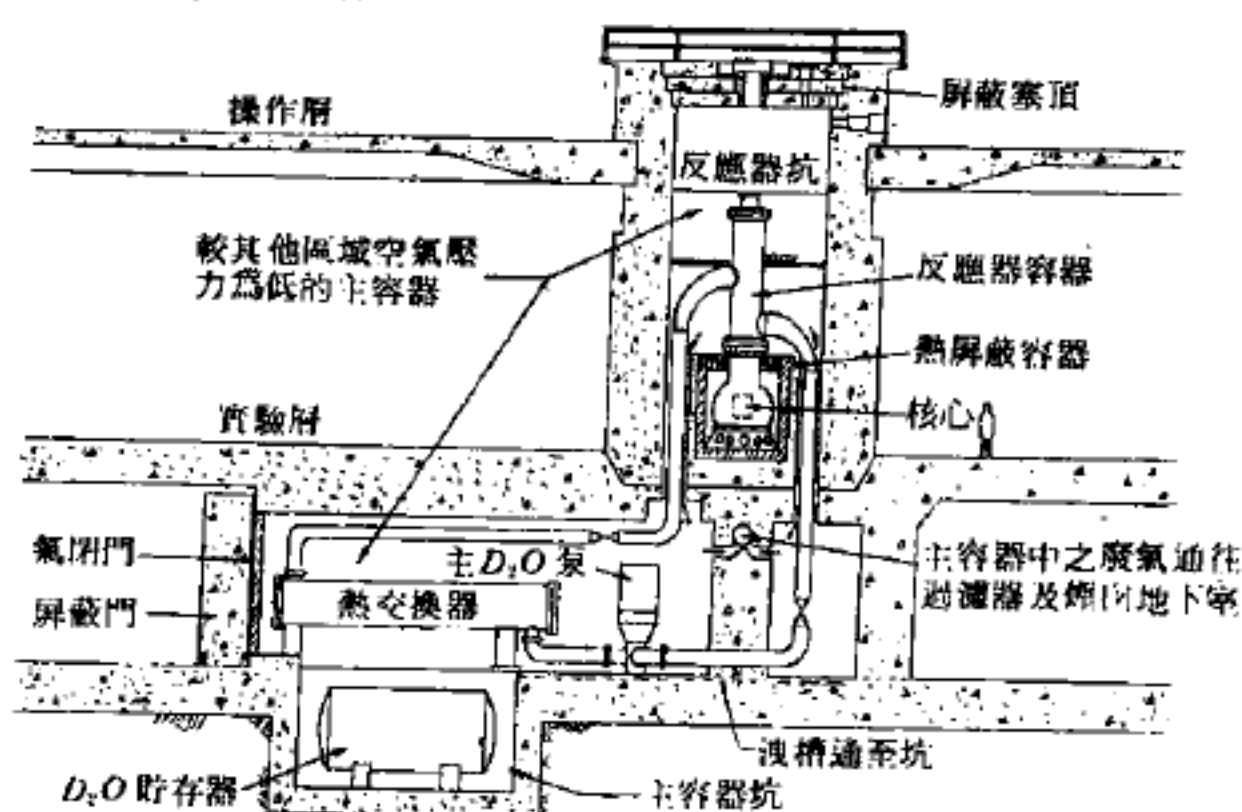 操作層
屏蔽塞頂
反應器坑
較其他區域空氣壓
力為低的主容器
反應器容器
熱屏蔽容器
核心
實驗層
氣閉門
屏蔽門
主D₂O泵
熱交換器
主容器中之廢氣通往
過濾器及煙囪地下室
洩槽通至坑
D₂O貯存器
主容器坑